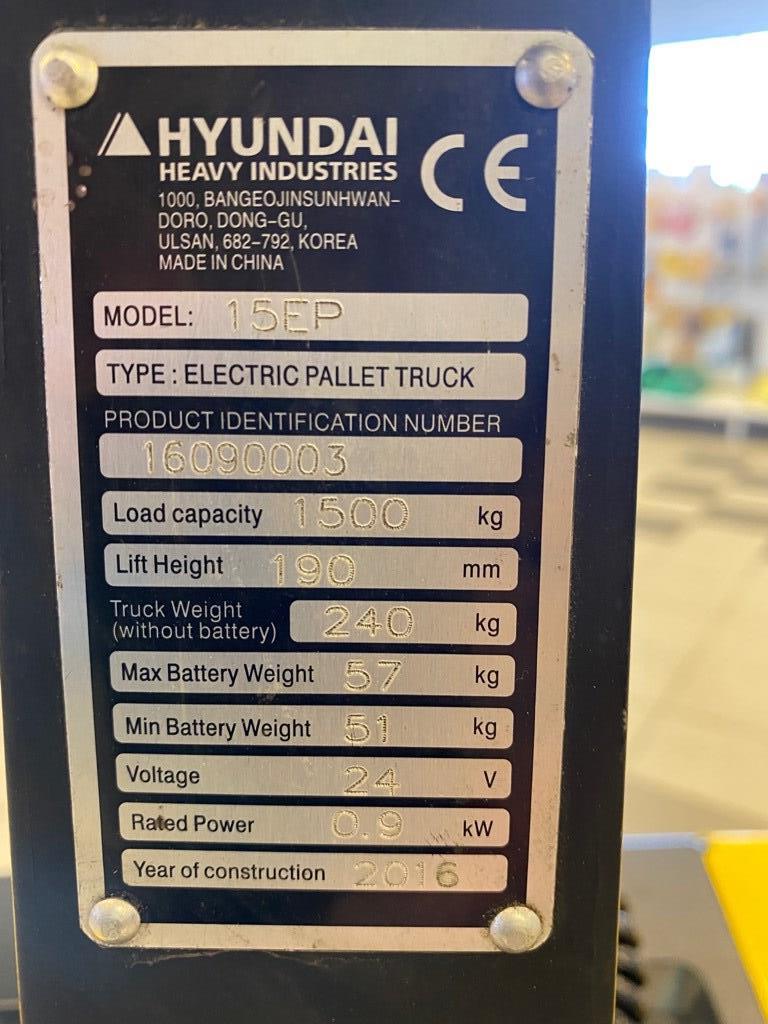 HYUNDAI
HEAVY INDUSTRIES
CE
1000, BANGEOJINSUNHWAN-
DORO, DONG-GU,
ULSAN, 682-792, KOREA
MADE IN CHINA
MODEL: 15EP
TYPE : ELECTRIC PALLET TRUCK
PRODUCT IDENTIFICATION NUMBER
16090003
Load capacity 1500 kg
Lift Height 190 mm
Truck Weight
(without battery) 240 kg
Max Battery Weight 57 kg
Min Battery Weight 51 kg
Voltage 24 V
Rated Power 0.9 kW
Year of construction 2016